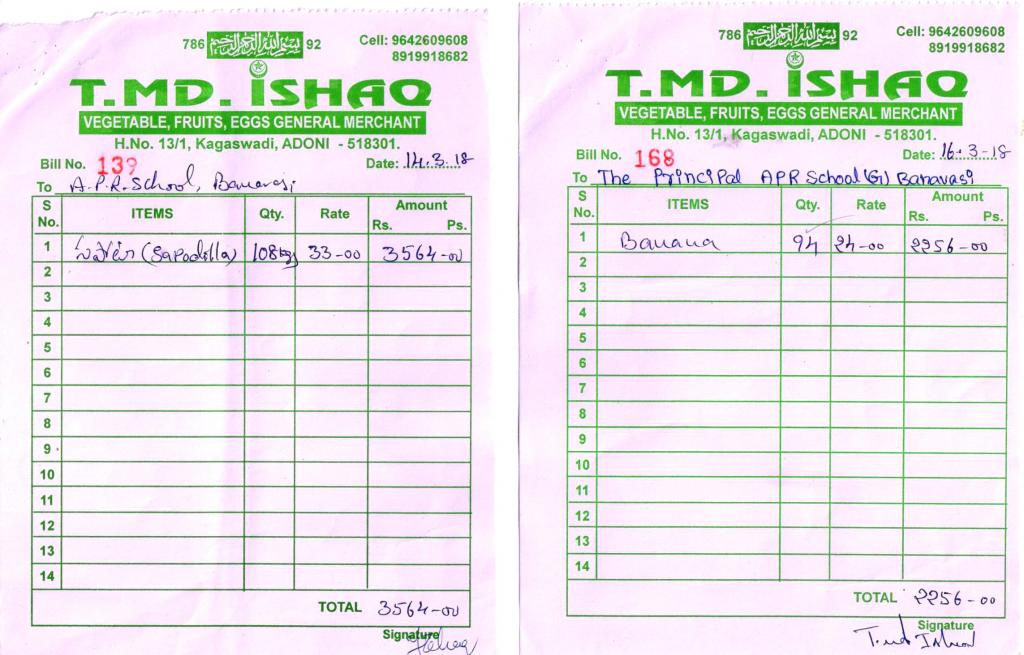 786 بسم الله الرحمن الرحيم 92
Cell: 9642609608
8919918682
T.MD. ISHAQ
VEGETABLE, FRUITS, EGGS GENERAL MERCHANT
H.No. 13/1, Kagaswadi, ADONI - 518301.
Bill No. 139 Date: 14.3.18
To A.P.R. School, Banavasi
S No. ITEMS Qty. Rate Amount Rs. Ps.
1 (Sapodilla) 108kg 33-00 3564-00
2
3
4
5
6
7
8
9
10
11
12
13
14
TOTAL 3564-00
Signature
786 بسم الله الرحمن الرحيم 92
Cell: 9642609608
8919918682
T.MD. ISHAQ
VEGETABLE, FRUITS, EGGS GENERAL MERCHANT
H.No. 13/1, Kagaswadi, ADONI - 518301.
Bill No. 168 Date: 16.3-18
To The Principal APR School (G) Banavasi
S No. ITEMS Qty. Rate Amount Rs. Ps.
1 Banana 94 24-00 2256-00
2
3
4
5
6
7
8
9
10
11
12
13
14
TOTAL 2256-00
Signature
T.md Ishaq